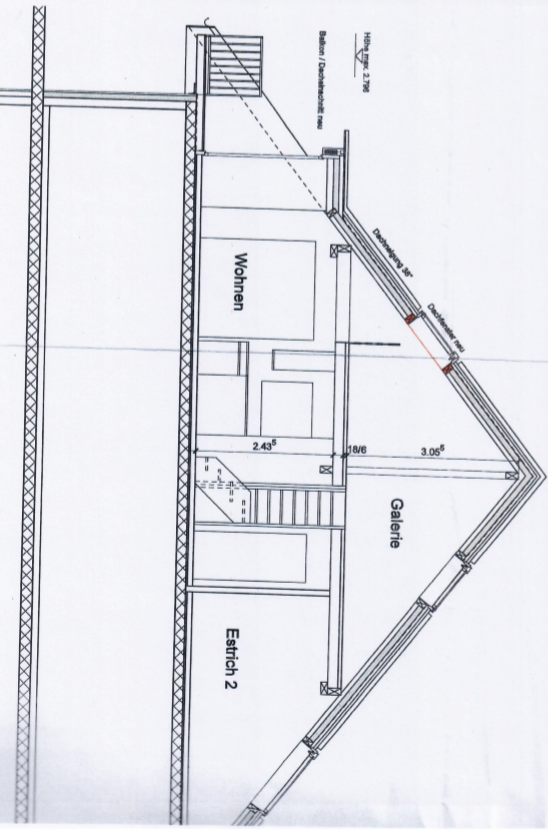 Höhe max. 2.796
Balkon / Dachabschnitt neu
Dachneigung 38°
Dachfenster neu
Wohnen
2.43⁵
18/6
3.05⁵
Galerie
Estrich 2